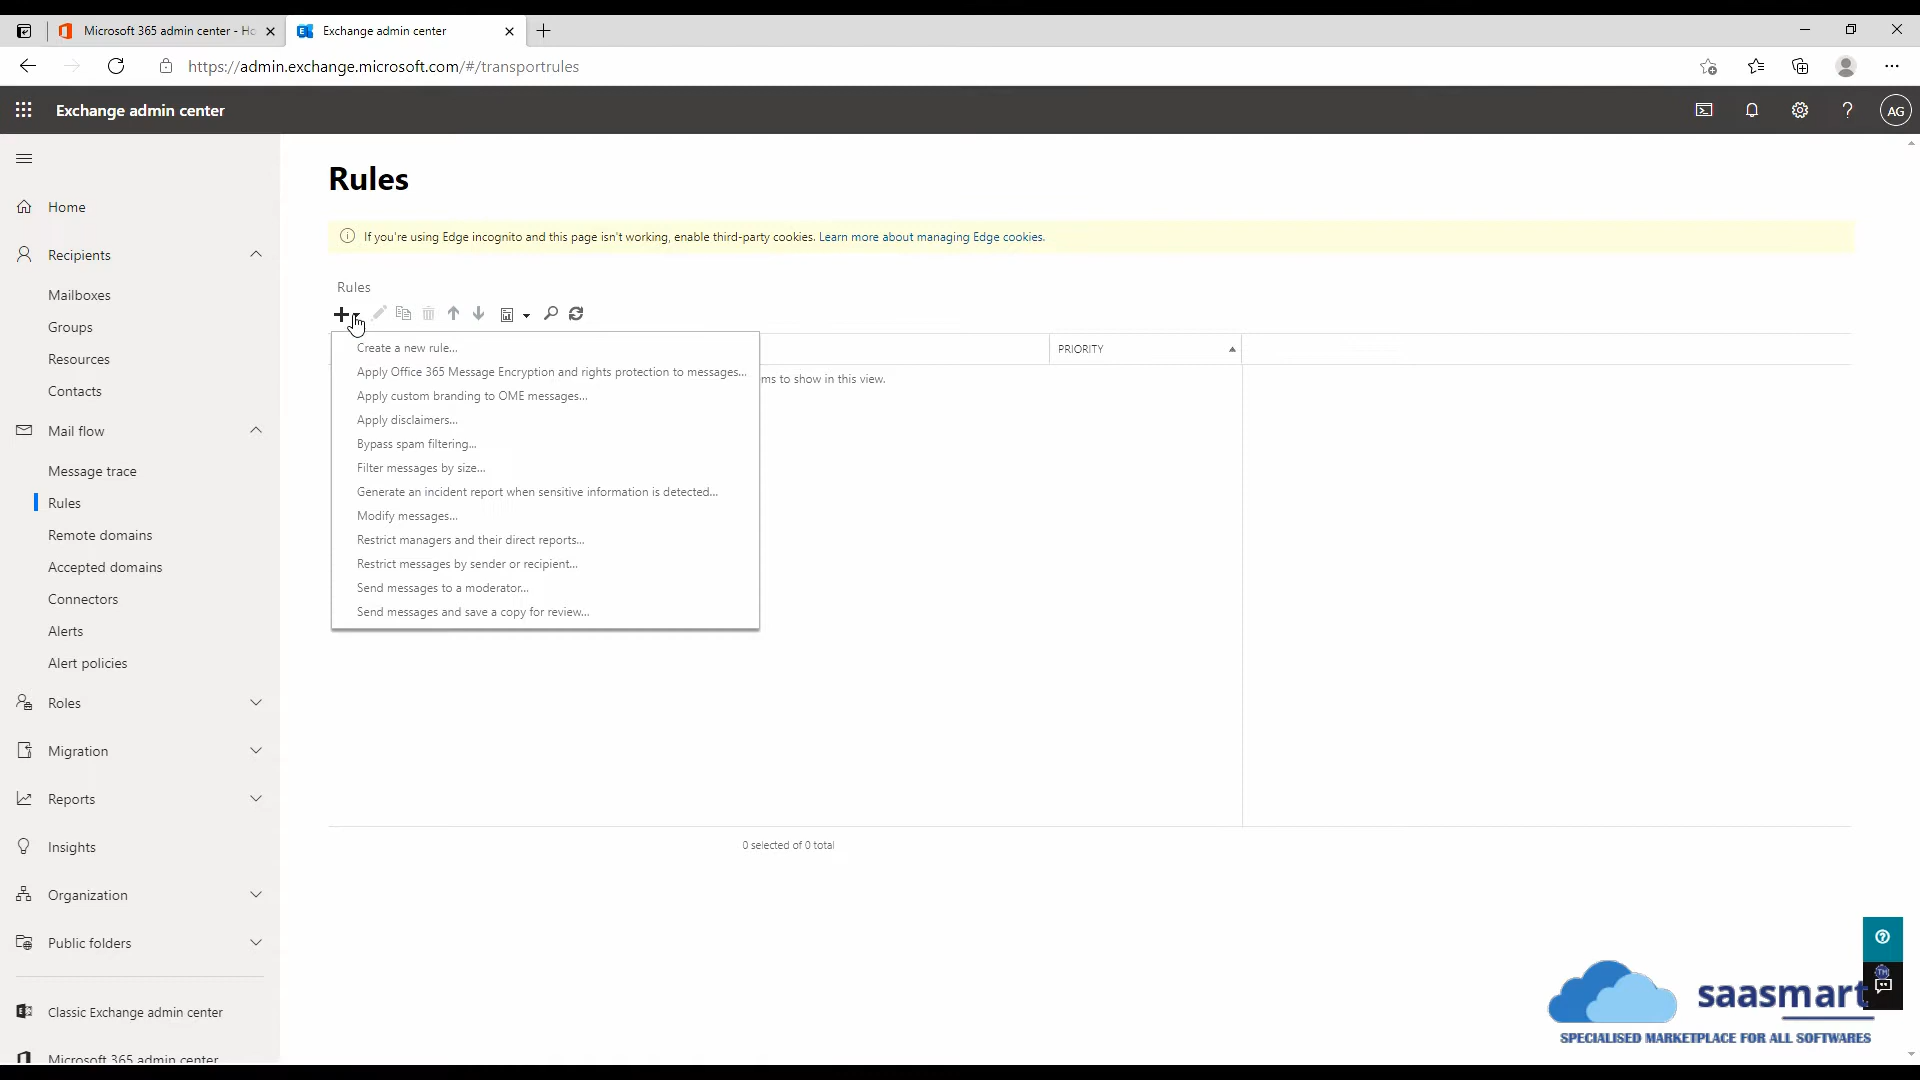 Microsoft 365 admin center - Ho
Exchange admin center
https://admin.exchange.microsoft.com/#/transportrules
Exchange admin center
AG
Home
Recipients
Mailboxes
Groups
Resources
Contacts
Mail flow
Message trace
Rules
Remote domains
Accepted domains
Connectors
Alerts
Alert policies
Roles
Migration
Reports
Insights
Organization
Public folders
Classic Exchange admin center
Microsoft 365 admin center
Rules
If you're using Edge incognito and this page isn't working, enable third-party cookies. Learn more about managing Edge cookies.
Rules
PRIORITY
Create a new rule...
Apply Office 365 Message Encryption and rights protection to messages...
ms to show in this view.
Apply custom branding to OME messages...
Apply disclaimers...
Bypass spam filtering...
Filter messages by size...
Generate an incident report when sensitive information is detected...
Modify messages...
Restrict managers and their direct reports...
Restrict messages by sender or recipient...
Send messages to a moderator...
Send messages and save a copy for review...
0 selected of 0 total
TH
saasmart
SPECIALISED MARKETPLACE FOR ALL SOFTWARES